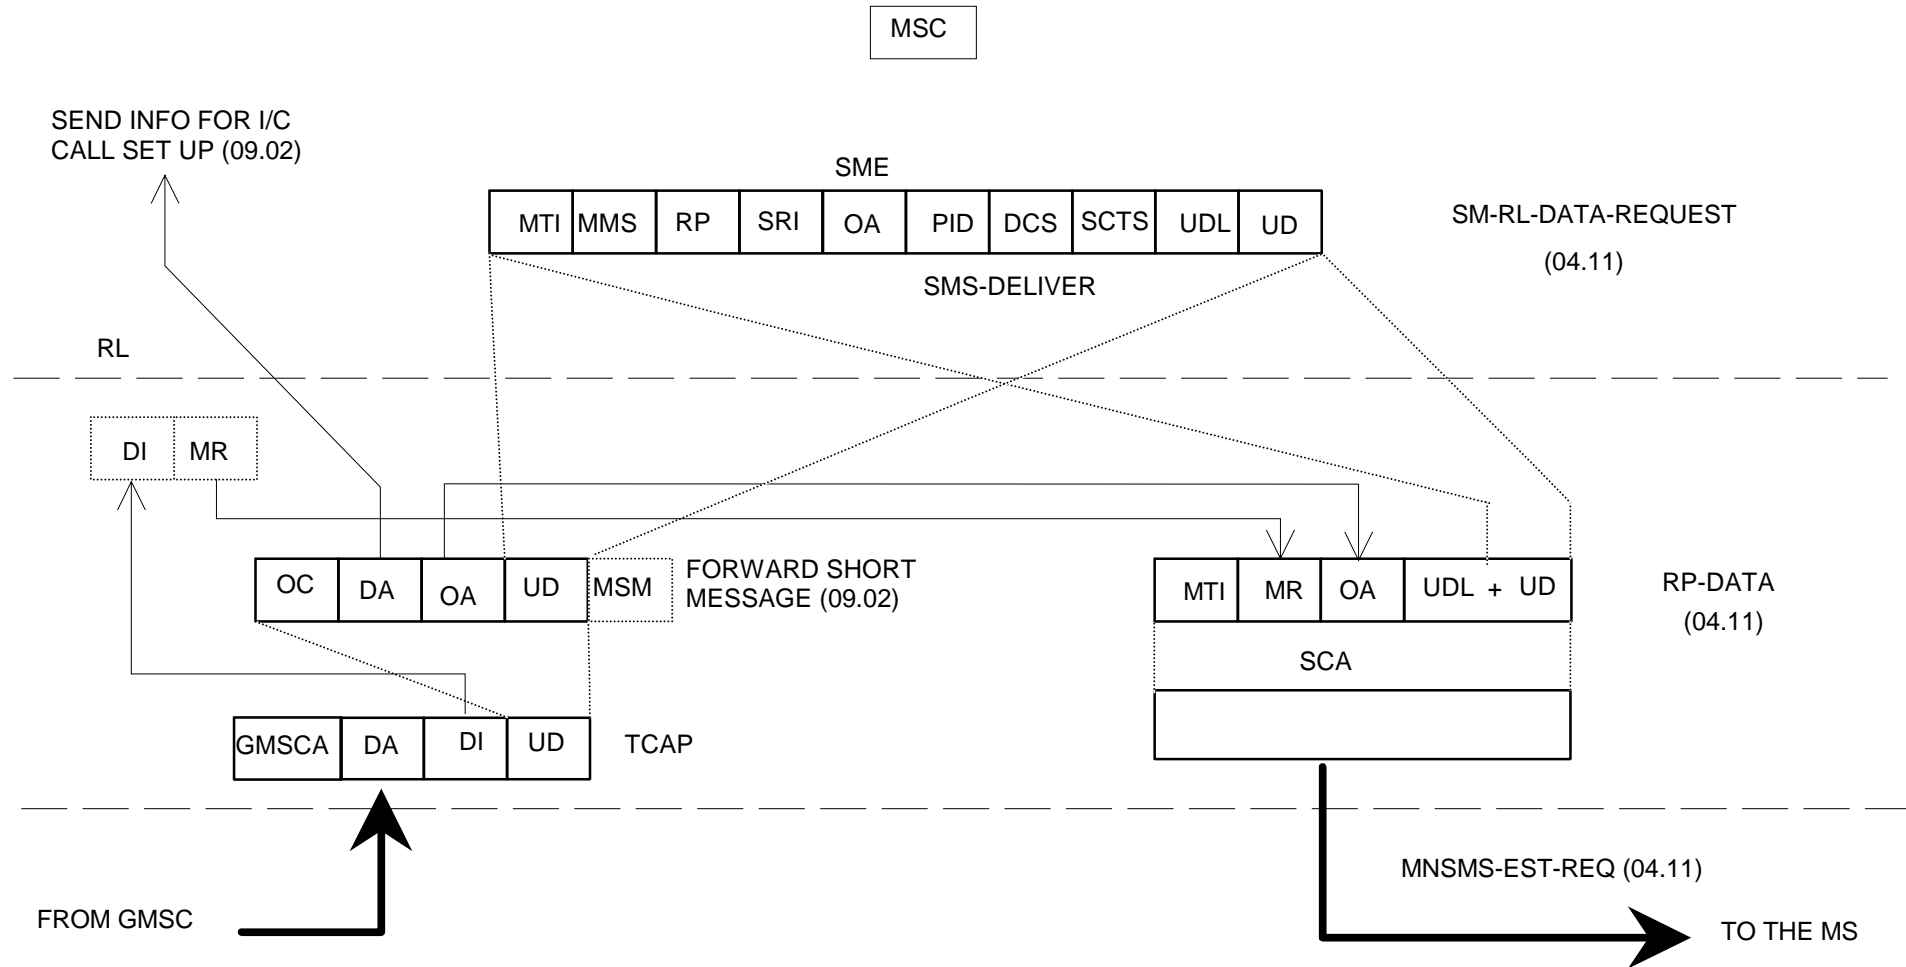 MSC
SEND INFO FOR I/C
CALL SET UP (09.02)
SME
MTI MMS RP SRI OA PID DCS SCTS UDL UD
SM-RL-DATA-REQUEST
(04.11)
SMS-DELIVER
RL
DI MR
OC DA OA UD MSM
FORWARD SHORT
MESSAGE (09.02)
MTI MR OA UDL + UD
RP-DATA
(04.11)
SCA
GMSCA DA DI UD
TCAP
MNSMS-EST-REQ (04.11)
FROM GMSC
TO THE MS